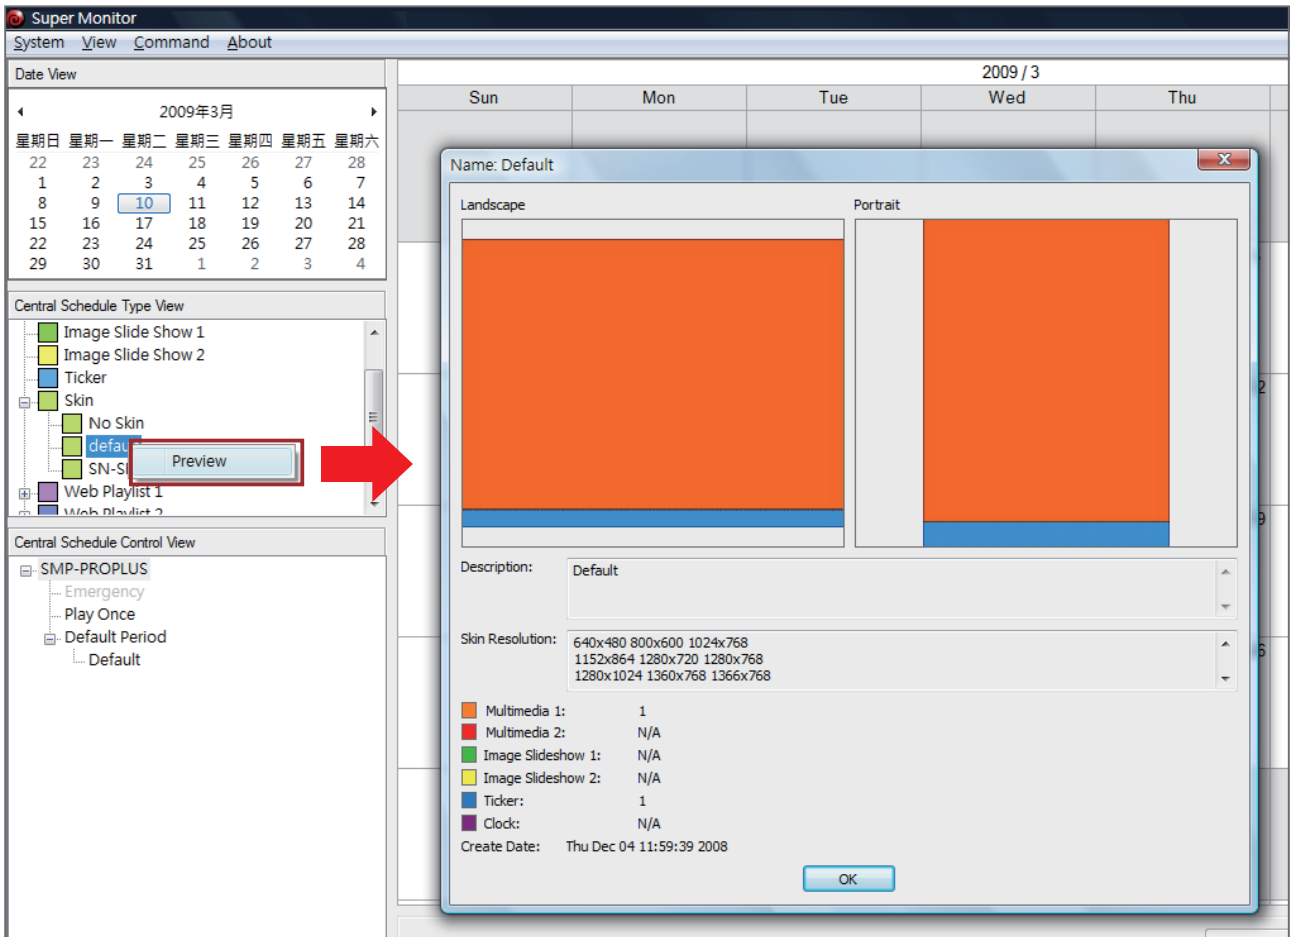 Super Monitor
System View Command About
Date View
2009年3月
星期日 星期一 星期二 星期三 星期四 星期五 星期六
22 23 24 25 26 27 28
1 2 3 4 5 6 7
8 9 10 11 12 13 14
15 16 17 18 19 20 21
22 23 24 25 26 27 28
29 30 31 1 2 3 4
Central Schedule Type View
Image Slide Show 1
Image Slide Show 2
Ticker
Skin
No Skin
Preview
Web Playlist 1
Web Playlist 2
Central Schedule Control View
SMP-PROPLUS
Emergency
Play Once
Default Period
Default
2009 / 3
Sun Mon Tue Wed Thu
Name: Default
Landscape Portrait
Description: Default
Skin Resolution: 640x480 800x600 1024x768
1152x864 1280x720 1280x768
1280x1024 1360x768 1366x768
Multimedia 1: 1
Multimedia 2: N/A
Image Slideshow 1: N/A
Image Slideshow 2: N/A
Ticker: 1
Clock: N/A
Create Date: Thu Dec 04 11:59:39 2008
OK